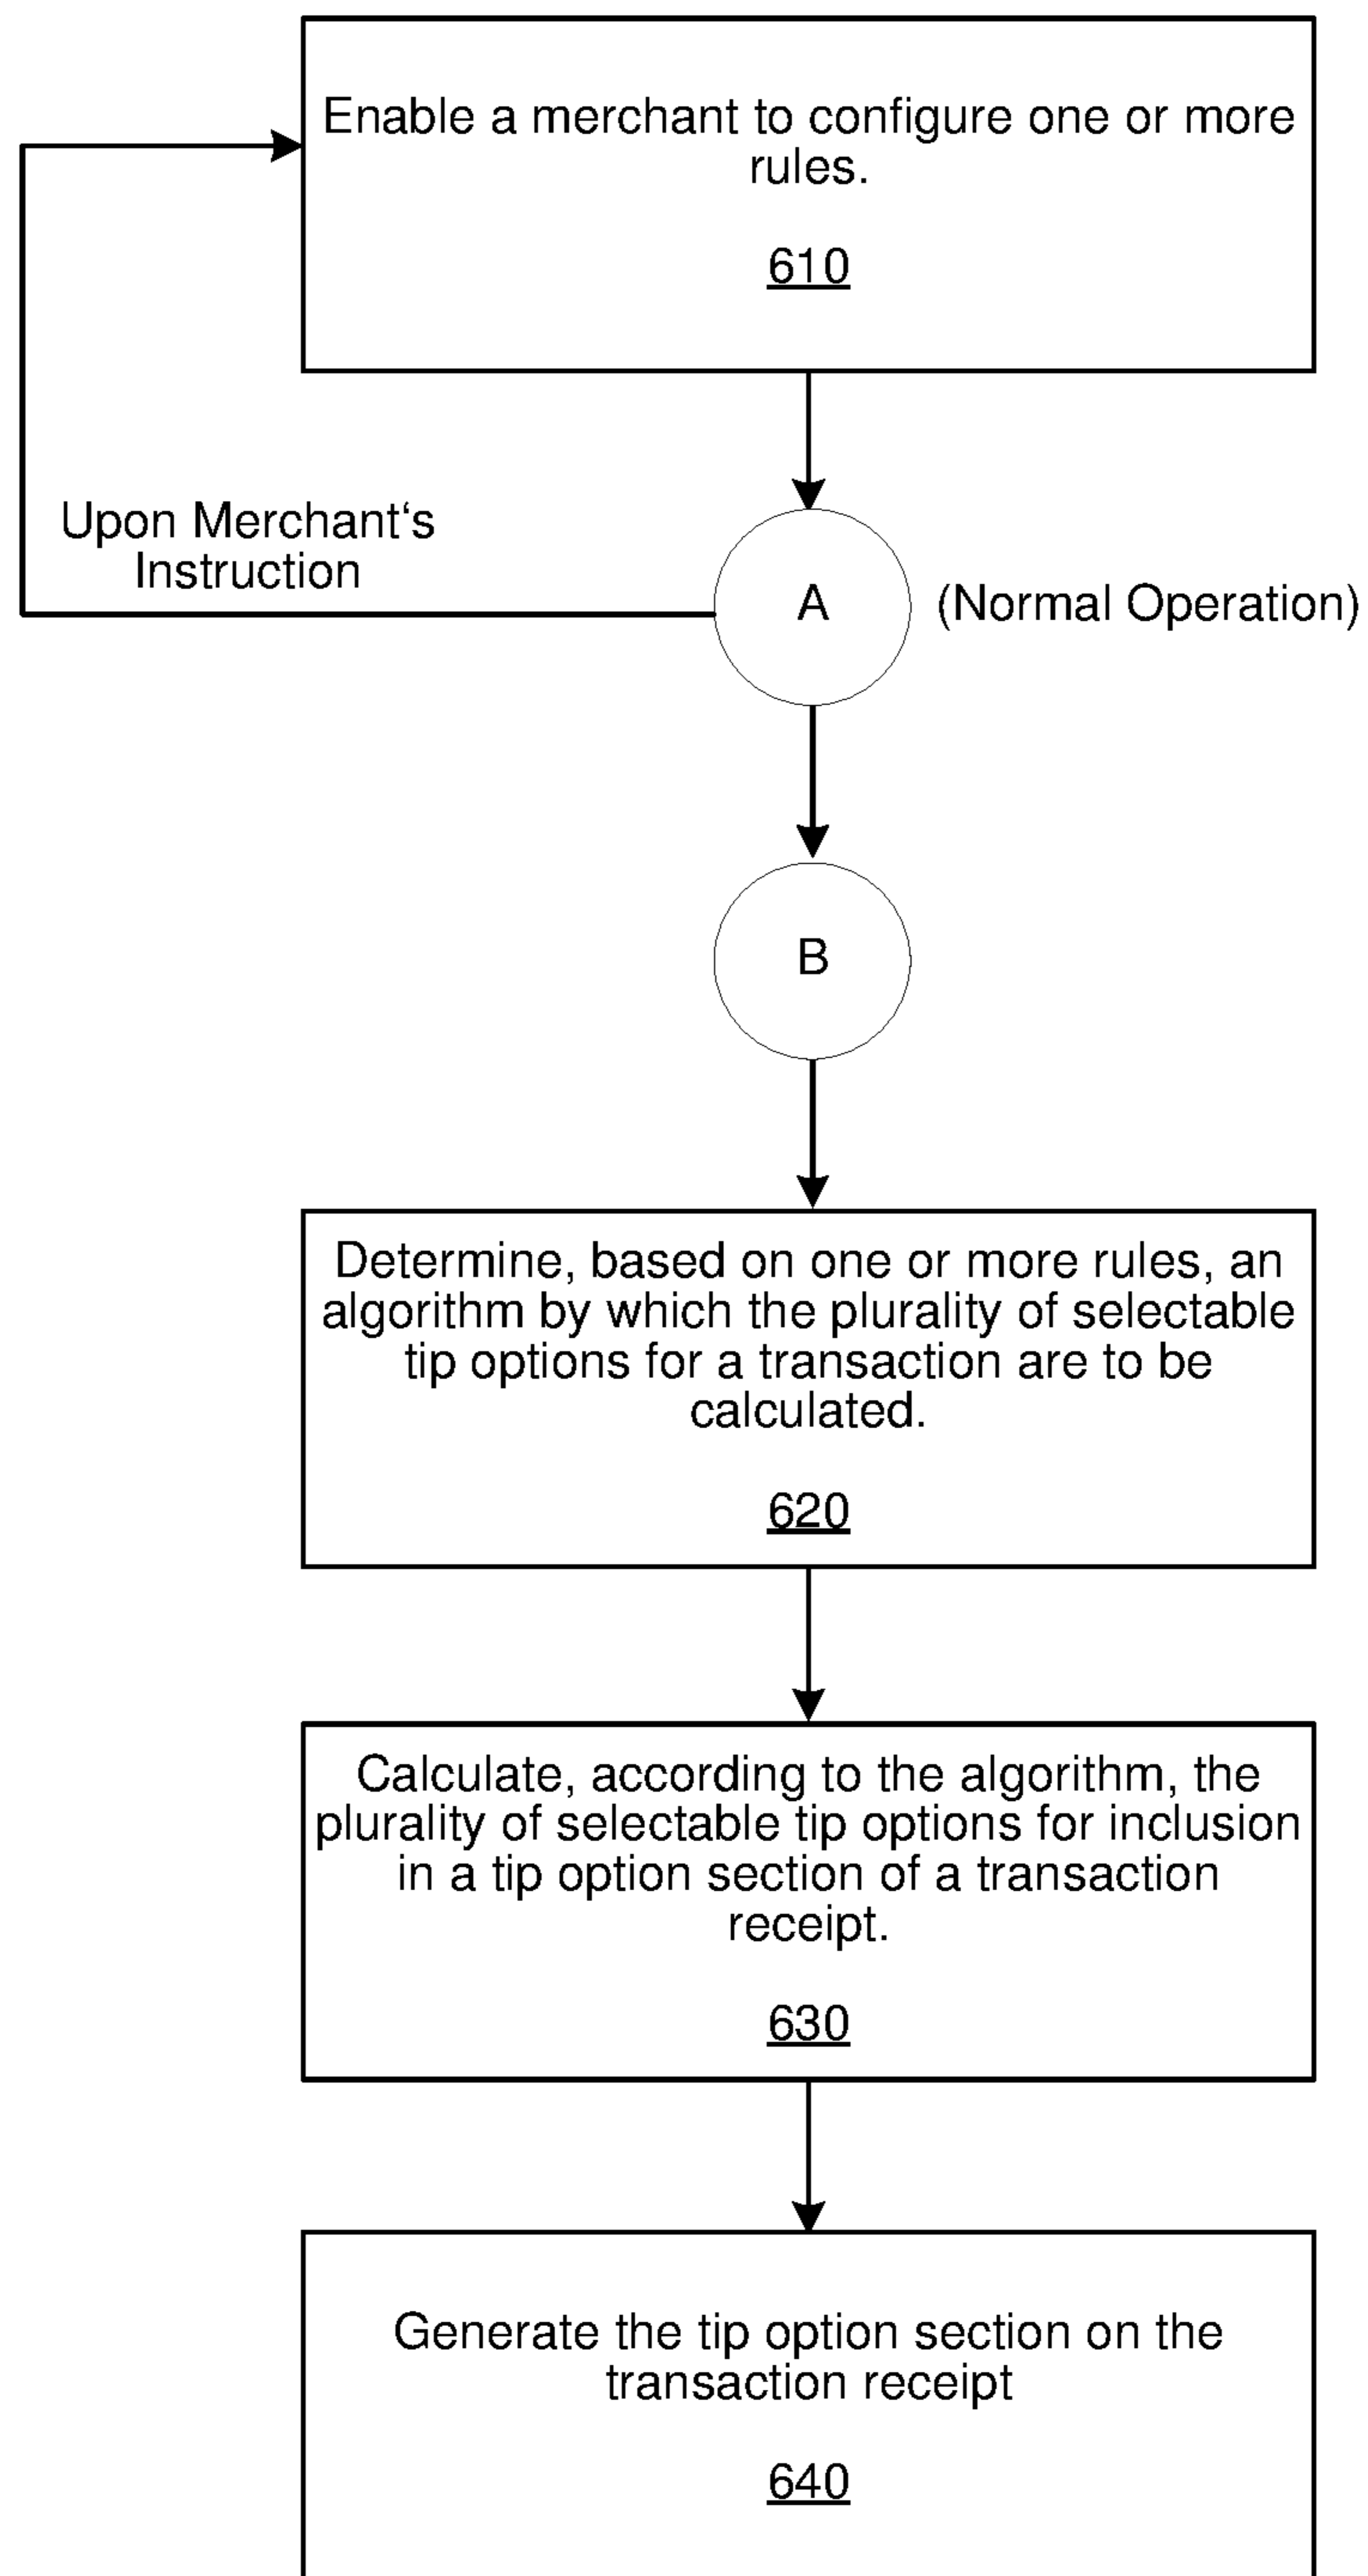 Enable a merchant to configure one or more
rules.
610
Upon Merchant‘s
Instruction
A
(Normal Operation)
B
Determine, based on one or more rules, an
algorithm by which the plurality of selectable
tip options for a transaction are to be
calculated.
620
Calculate, according to the algorithm, the
plurality of selectable tip options for inclusion
in a tip option section of a transaction
receipt.
630
Generate the tip option section on the
transaction receipt
640